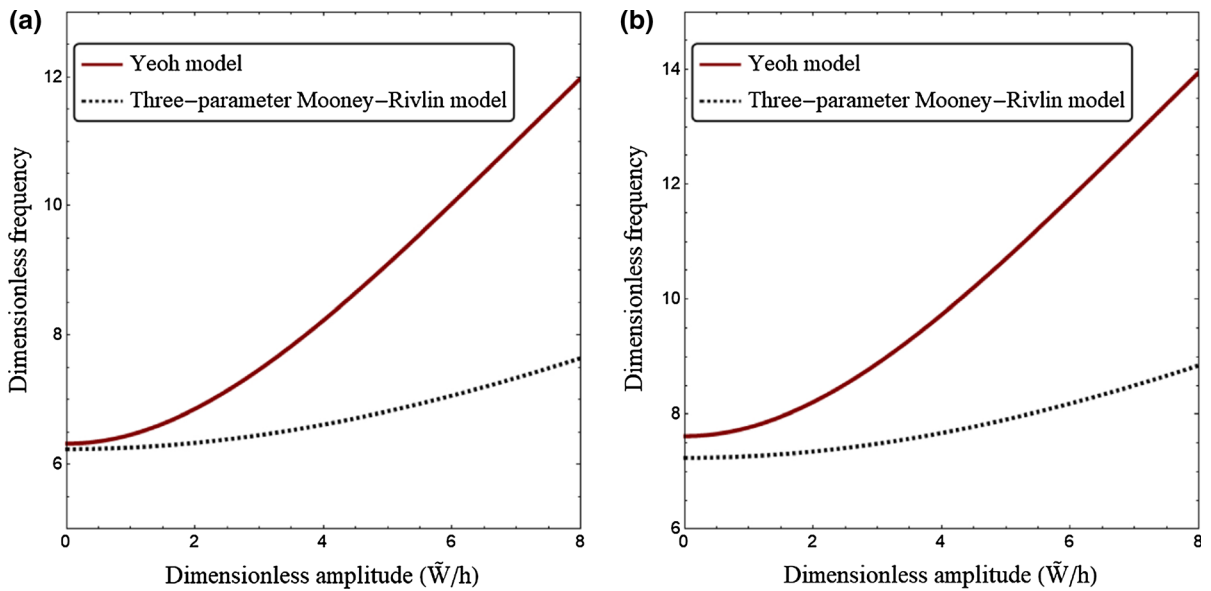 (a)
Yeoh model
Three−parameter Mooney−Rivlin model
Dimensionless frequency
12
10
8
6
0 2 4 6 8
Dimensionless amplitude (W̃/h)
(b)
Yeoh model
Three−parameter Mooney−Rivlin model
Dimensionless frequency
14
12
10
8
6
0 2 4 6 8
Dimensionless amplitude (W̃/h)